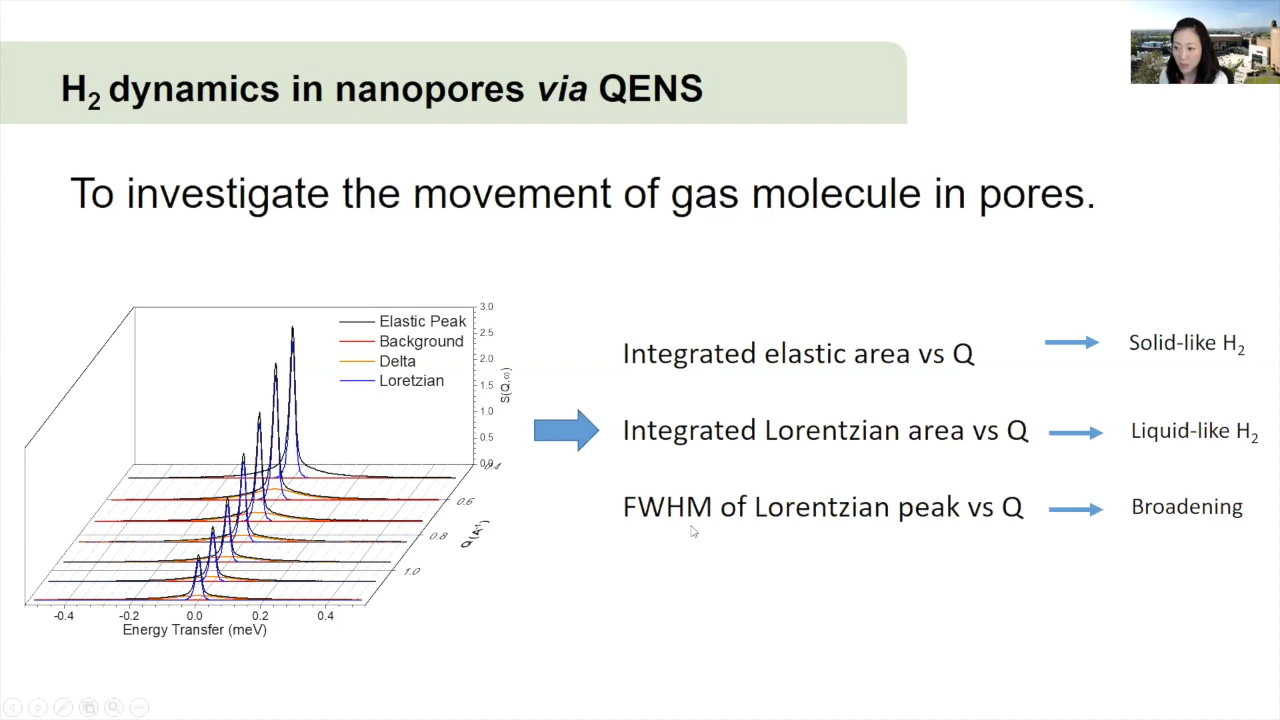 H2 dynamics in nanopores via QENS
To investigate the movement of gas molecule in pores.
Elastic Peak
Background
Delta
Loretzian
3.0
2.5
2.0
1.5
1.0
0.5
0.0
S(Q,ω)
0.4
0.6
0.8
1.0
Q (Å-1)
-0.4 -0.2 0.0 0.2 0.4
Energy Transfer (meV)
Integrated elastic area vs Q
Solid-like H2
Integrated Lorentzian area vs Q
Liquid-like H2
FWHM of Lorentzian peak vs Q
Broadening